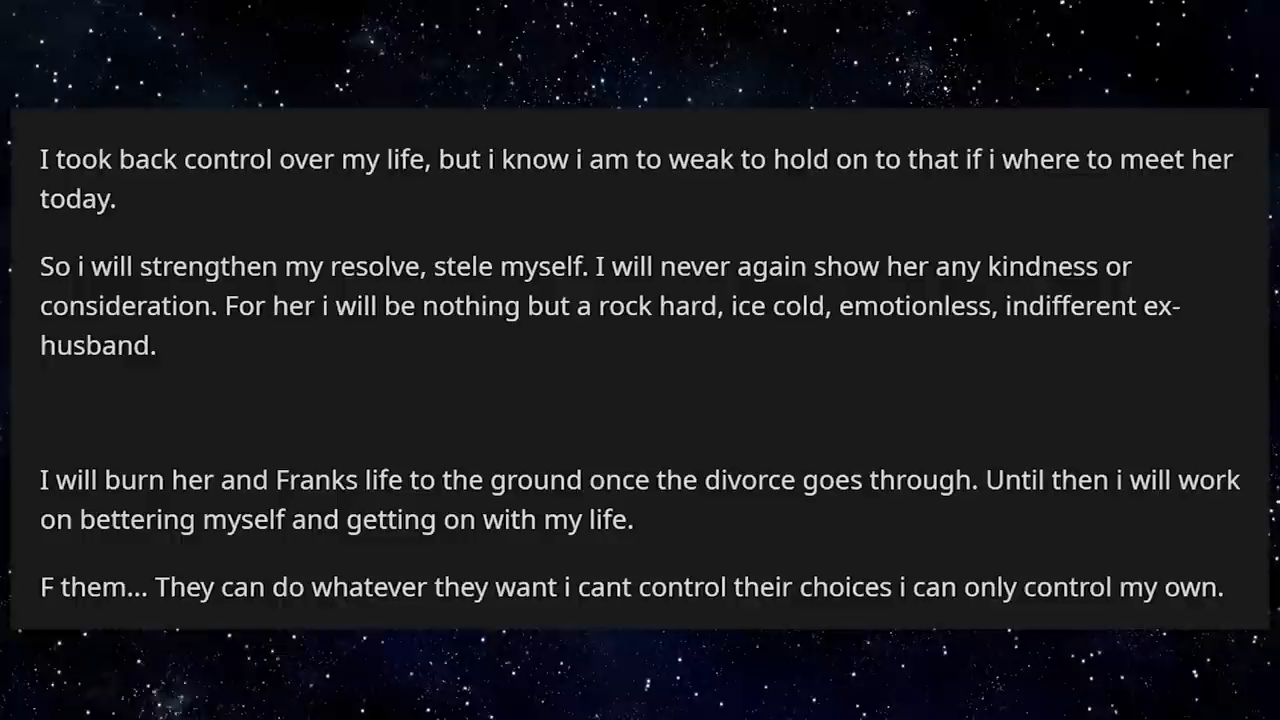 I took back control over my life, but i know i am to weak to hold on to that if i where to meet her
today.
So i will strengthen my resolve, stele myself. I will never again show her any kindness or
consideration. For her i will be nothing but a rock hard, ice cold, emotionless, indifferent ex-
husband.
I will burn her and Franks life to the ground once the divorce goes through. Until then i will work
on bettering myself and getting on with my life.
F them... They can do whatever they want i cant control their choices i can only control my own.